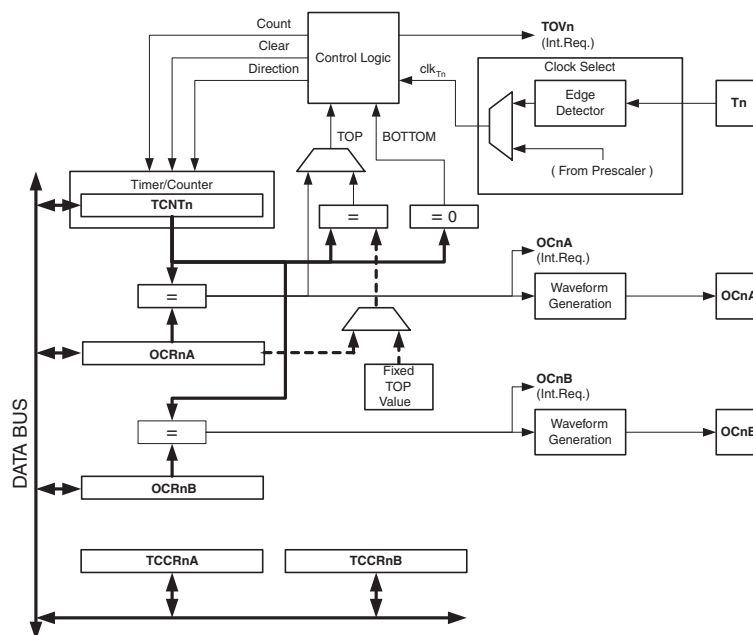 Count
Clear
Direction
Control Logic
TOVn
(Int.Req.)
clkTn
Clock Select
Edge
Detector
Tn
( From Prescaler )
TOP
BOTTOM
Timer/Counter
TCNTn
=
= 0
OCnA
(Int.Req.)
=
Waveform
Generation
OCnA
OCRnA
Fixed
TOP
Value
OCnB
(Int.Req.)
=
Waveform
Generation
OCnB
OCRnB
DATA BUS
TCCRnA
TCCRnB